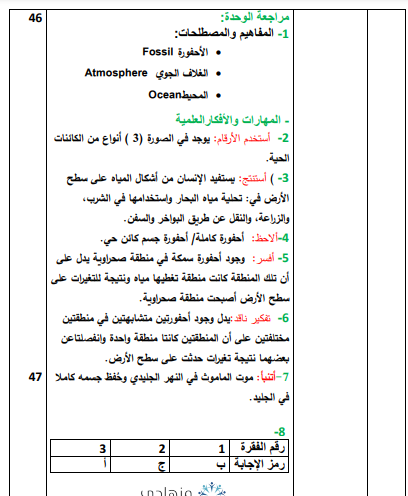 46
مراجعة الوحدة:
1- المفاهيم والمصطلحات:
• الأحفورة Fossil
• الغلاف الجوي Atmosphere
• المحيطOcean
- المهارات والأفكارالعلمية
2- أستخدم الأرقام: يوجد في الصورة (3 ) أنواع من الكائنات
الحية.
3- ) أستنتج: يستفيد الإنسان من أشكال المياه على سطح
الأرض في: تحلية مياه البحار واستخدامها في الشرب،
والزراعة، والنقل عن طريق البواخر والسفن.
4-ألاحظ: أحفورة كاملة/ أحفورة جسم كائن حي.
5- أفسر: وجود أحفورة سمكة في منطقة صحراوية يدل على
أن تلك المنطقة كانت منطقة تغطيها مياه ونتيجة للتغيرات على
سطح الأرض أصبحت منطقة صحراوية.
6- تفكير ناقد:يدل وجود أحفورتين متشابهتين في منطقتين
مختلفتين على أن المنطقتين كانتا منطقة واحدة وانفصلتاعن
بعضهما نتيجة تغيرات حدثت على سطح الأرض.
47
7-أتنبأ: موت الماموث في النهر الجليدي وحُفظ جسمه كاملا
في الجليد.
8-
رقم الفقرة 1 2 3
رمز الإجابة ب ج أ
منهاجي